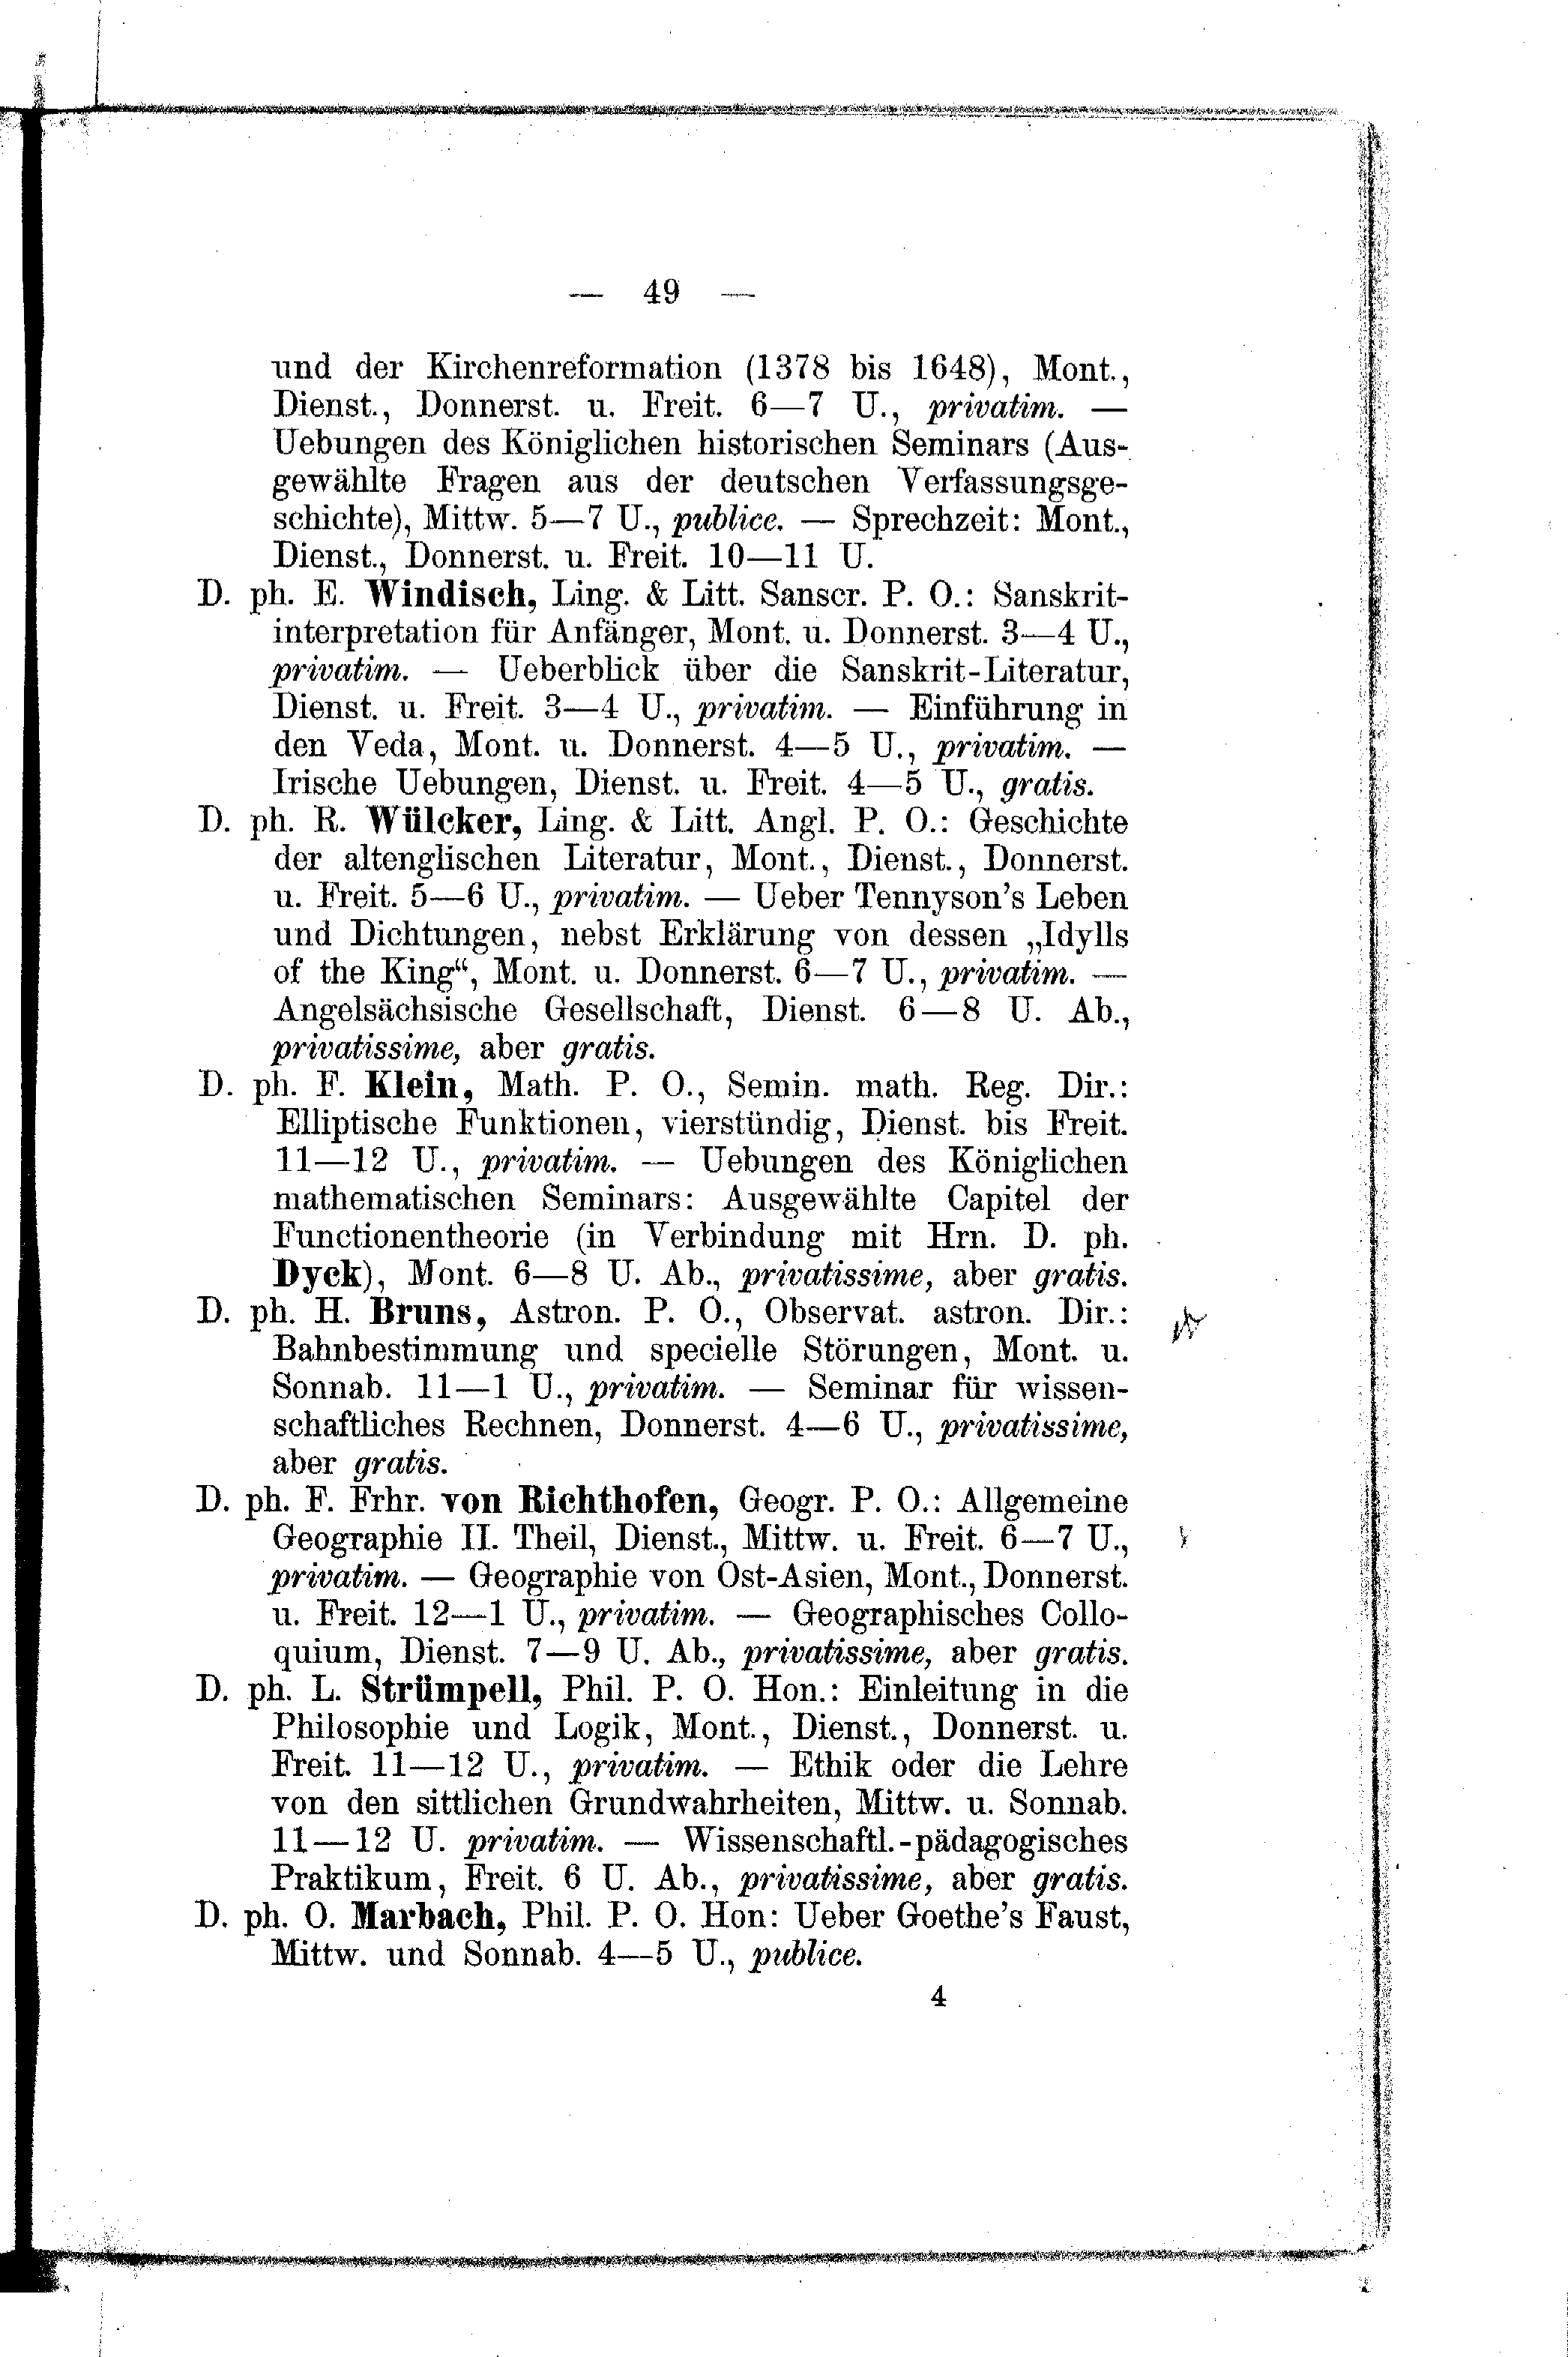 — 49 —
und der Kirchenreformation (1378 bis 1648), Mont.,
Dienst., Donnerst. u. Freit. 6—7 U., privatim. —
Uebungen des Königlichen historischen Seminars (Aus-
gewählte Fragen aus der deutschen Verfassungsge-
schichte), Mittw. 5—7 U., publice. — Sprechzeit: Mont.,
Dienst., Donnerst. u. Freit. 10—11 U.
D. ph. E. Windisch, Ling. & Litt. Sanscr. P. O.: Sanskrit-
interpretation für Anfänger, Mont. u. Donnerst. 3—4 U.,
privatim. — Ueberblick über die Sanskrit-Literatur,
Dienst. u. Freit. 3—4 U., privatim. — Einführung in
den Veda, Mont. u. Donnerst. 4—5 U., privatim. —
Irische Uebungen, Dienst. u. Freit. 4—5 U., gratis.
D. ph. R. Wülcker, Ling. & Litt. Angl. P. O.: Geschichte
der altenglischen Literatur, Mont., Dienst., Donnerst.
u. Freit. 5—6 U., privatim. — Ueber Tennyson's Leben
und Dichtungen, nebst Erklärung von dessen „Idylls
of the King“, Mont. u. Donnerst. 6—7 U., privatim. —
Angelsächsische Gesellschaft, Dienst. 6—8 U. Ab.,
privatissime, aber gratis.
D. ph. F. Klein, Math. P. O., Semin. math. Reg. Dir.:
Elliptische Funktionen, vierstündig, Dienst. bis Freit.
11—12 U., privatim. — Uebungen des Königlichen
mathematischen Seminars: Ausgewählte Capitel der
Functionentheorie (in Verbindung mit Hrn. D. ph.
Dyck), Mont. 6—8 U. Ab., privatissime, aber gratis.
D. ph. H. Bruns, Astron. P. O., Observat. astron. Dir.:
Bahnbestimmung und specielle Störungen, Mont. u.
Sonnab. 11—1 U., privatim. — Seminar für wissen-
schaftliches Rechnen, Donnerst. 4—6 U., privatissime,
aber gratis.
D. ph. F. Frhr. von Richthofen, Geogr. P. O.: Allgemeine
Geographie II. Theil, Dienst., Mittw. u. Freit. 6—7 U.,
privatim. — Geographie von Ost-Asien, Mont., Donnerst.
u. Freit. 12—1 U., privatim. — Geographisches Collo-
quium, Dienst. 7—9 U. Ab., privatissime, aber gratis.
D. ph. L. Strümpell, Phil. P. O. Hon.: Einleitung in die
Philosophie und Logik, Mont., Dienst., Donnerst. u.
Freit. 11—12 U., privatim. — Ethik oder die Lehre
von den sittlichen Grundwahrheiten, Mittw. u. Sonnab.
11—12 U. privatim. — Wissenschaftl.-pädagogisches
Praktikum, Freit. 6 U. Ab., privatissime, aber gratis.
D. ph. O. Marbach, Phil. P. O. Hon: Ueber Goethe's Faust,
Mittw. und Sonnab. 4—5 U., publice.
4